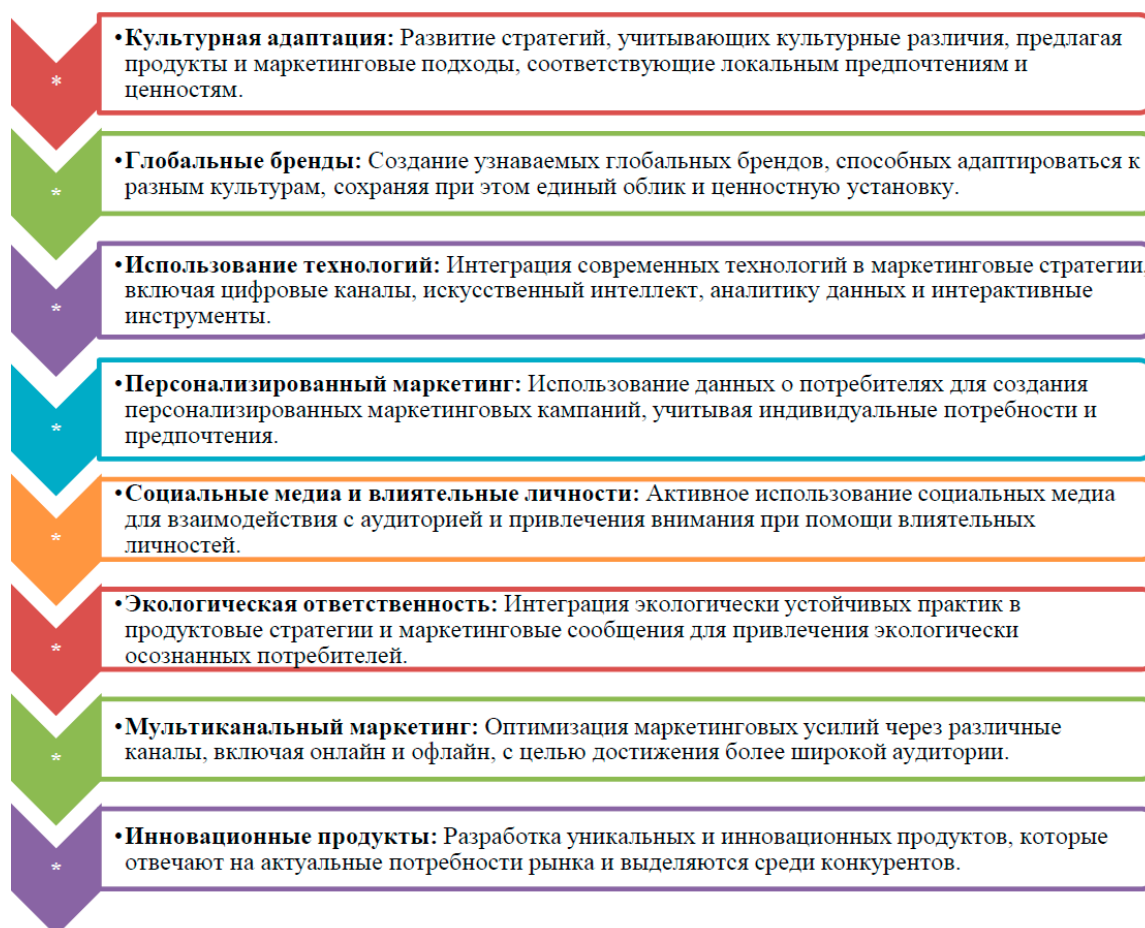 •Культурная адаптация: Развитие стратегий, учитывающих культурные различия, предлагая
продукты и маркетинговые подходы, соответствующие локальным предпочтениям и
ценностям.
*
•Глобальные бренды: Создание узнаваемых глобальных брендов, способных адаптироваться к
разным культурам, сохраняя при этом единый облик и ценностную установку.
*
•Использование технологий: Интеграция современных технологий в маркетинговые стратегии,
включая цифровые каналы, искусственный интеллект, аналитику данных и интерактивные
инструменты.
*
•Персонализированный маркетинг: Использование данных о потребителях для создания
персонализированных маркетинговых кампаний, учитывая индивидуальные потребности и
предпочтения.
*
•Социальные медиа и влиятельные личности: Активное использование социальных медиа
для взаимодействия с аудиторией и привлечения внимания при помощи влиятельных
личностей.
*
•Экологическая ответственность: Интеграция экологически устойчивых практик в
продуктовые стратегии и маркетинговые сообщения для привлечения экологически
осознанных потребителей.
*
•Мультиканальный маркетинг: Оптимизация маркетинговых усилий через различные
каналы, включая онлайн и офлайн, с целью достижения более широкой аудитории.
*
•Инновационные продукты: Разработка уникальных и инновационных продуктов, которые
отвечают на актуальные потребности рынка и выделяются среди конкурентов.
*